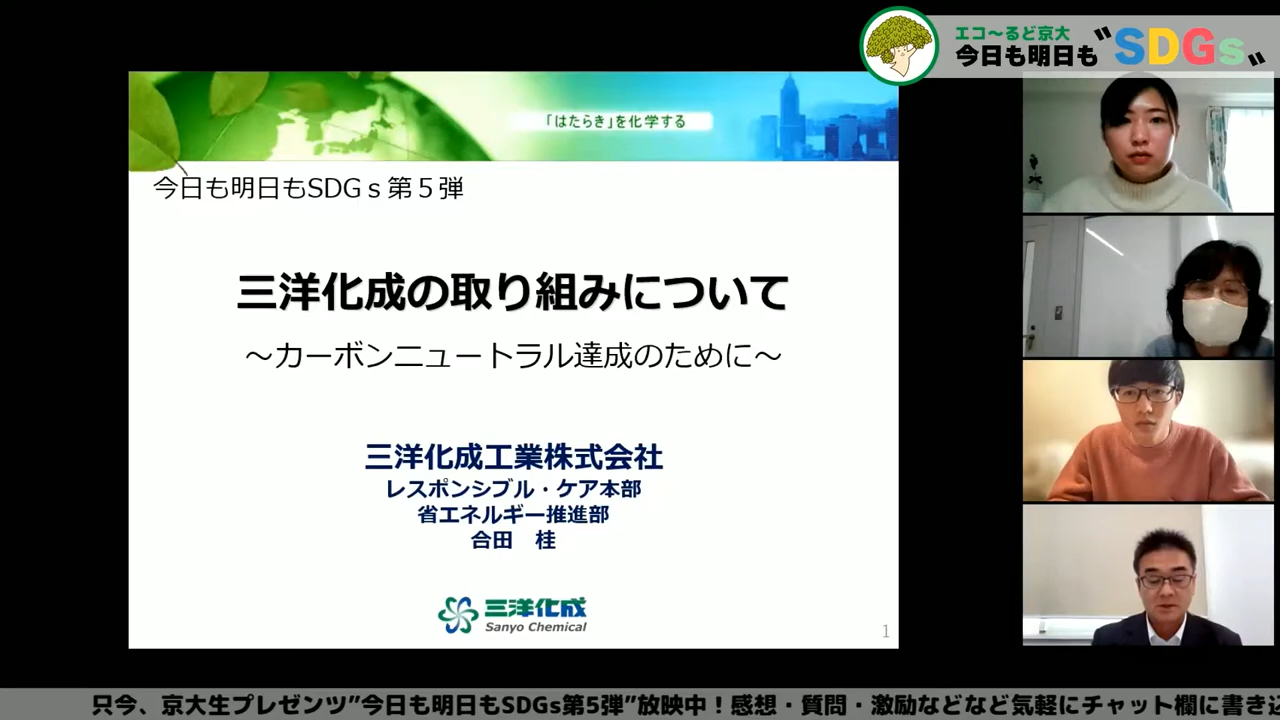 エコ〜るど京大
今日も明日も〝SDGs〟
「はたらき」を化学する
今日も明日もSDGｓ第５弾
三洋化成の取り組みについて
～カーボンニュートラル達成のために～
三洋化成工業株式会社
レスポンシブル・ケア本部
省エネルギー推進部
合田　桂
三洋化成
Sanyo Chemical
1
只今、京大生プレゼンツ”今日も明日もSDGs第5弾”放映中！感想・質問・激励などなど気軽にチャット欄に書き込